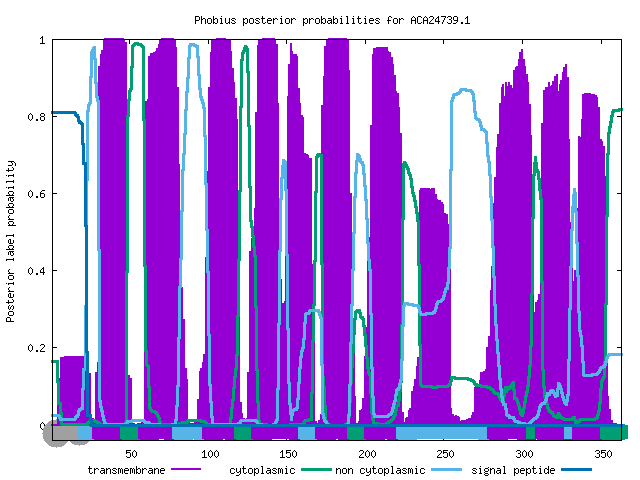 Phobius posterior probabilities for ACA24739.1
1
0.8
0.6
0.4
0.2
0
Posterior label probability
50 100 150 200 250 300 350
transmembrane cytoplasmic non cytoplasmic signal peptide